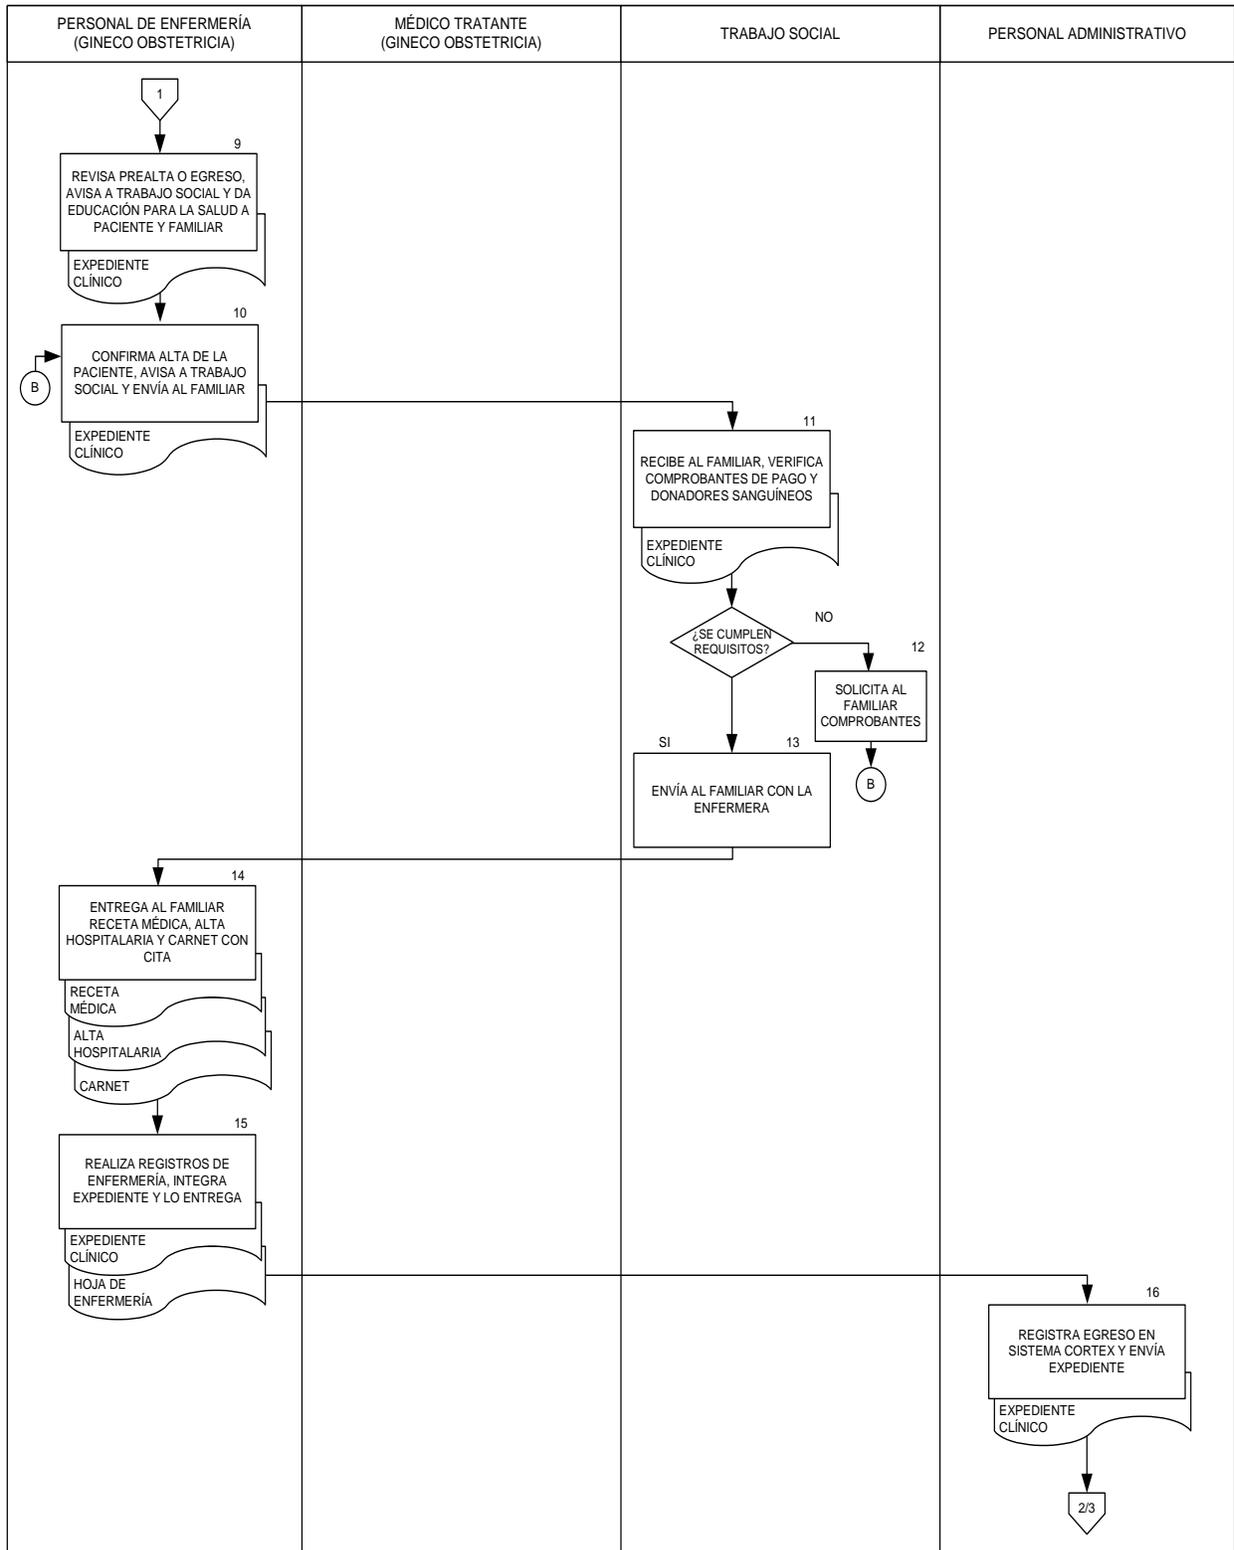 PERSONAL DE ENFERMERÍA
(GINECO OBSTETRICIA)
MÉDICO TRATANTE
(GINECO OBSTETRICIA)
TRABAJO SOCIAL
PERSONAL ADMINISTRATIVO
1
9
REVISA PREALTA O EGRESO,
AVISA A TRABAJO SOCIAL Y DA
EDUCACIÓN PARA LA SALUD A
PACIENTE Y FAMILIAR
EXPEDIENTE
CLÍNICO
10
CONFIRMA ALTA DE LA
PACIENTE, AVISA A TRABAJO
SOCIAL Y ENVÍA AL FAMILIAR
B
EXPEDIENTE
CLÍNICO
11
RECIBE AL FAMILIAR, VERIFICA
COMPROBANTES DE PAGO Y
DONADORES SANGUÍNEOS
EXPEDIENTE
CLÍNICO
¿SE CUMPLEN
REQUISITOS?
NO
12
SOLICITA AL
FAMILIAR
COMPROBANTES
B
SI
13
ENVÍA AL FAMILIAR CON LA
ENFERMERA
14
ENTREGA AL FAMILIAR
RECETA MÉDICA, ALTA
HOSPITALARIA Y CARNET CON
CITA
RECETA
MÉDICA
ALTA
HOSPITALARIA
CARNET
15
REALIZA REGISTROS DE
ENFERMERÍA, INTEGRA
EXPEDIENTE Y LO ENTREGA
EXPEDIENTE
CLÍNICO
HOJA DE
ENFERMERÍA
16
REGISTRA EGRESO EN
SISTEMA CORTEX Y ENVÍA
EXPEDIENTE
EXPEDIENTE
CLÍNICO
2/3